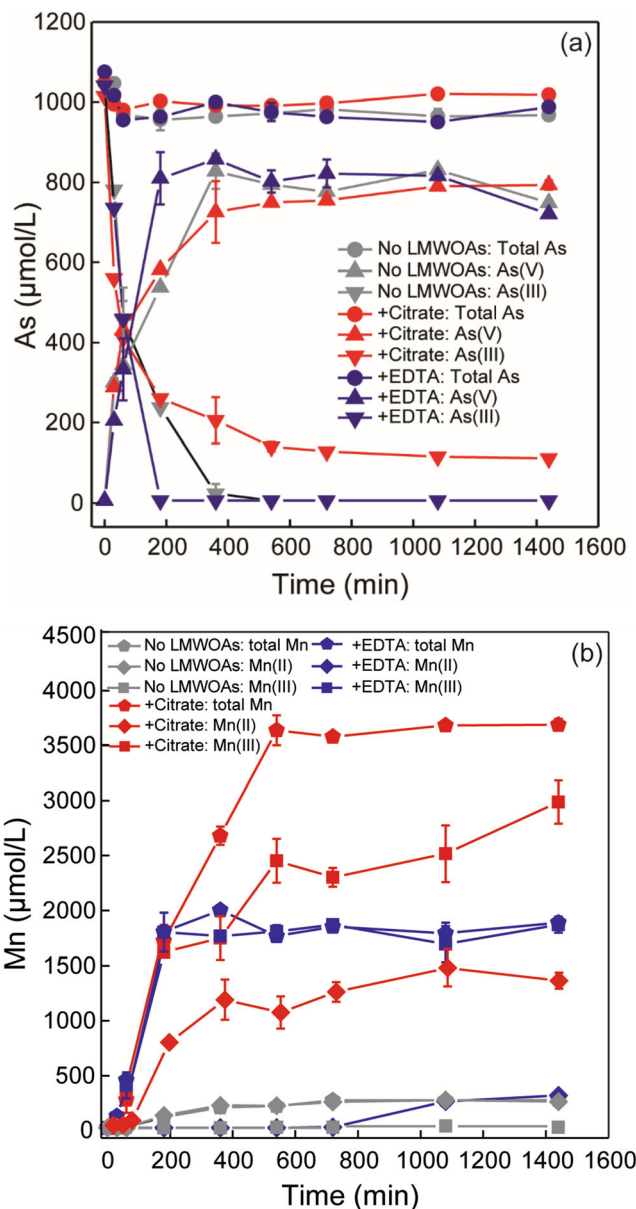 (a)
1200
1000
800
600
400
200
0
As (μmol/L)
No LMWOAs: Total As
No LMWOAs: As(V)
No LMWOAs: As(III)
+Citrate: Total As
+Citrate: As(V)
+Citrate: As(III)
+EDTA: Total As
+EDTA: As(V)
+EDTA: As(III)
0 200 400 600 800 1000 1200 1400 1600
Time (min)
(b)
4500
4000
3500
3000
2500
2000
1500
1000
500
0
Mn (μmol/L)
No LMWOAs: total Mn
No LMWOAs: Mn(II)
No LMWOAs: Mn(III)
+Citrate: total Mn
+Citrate: Mn(II)
+Citrate: Mn(III)
+EDTA: total Mn
+EDTA: Mn(II)
+EDTA: Mn(III)
0 200 400 600 800 1000 1200 1400 1600
Time (min)